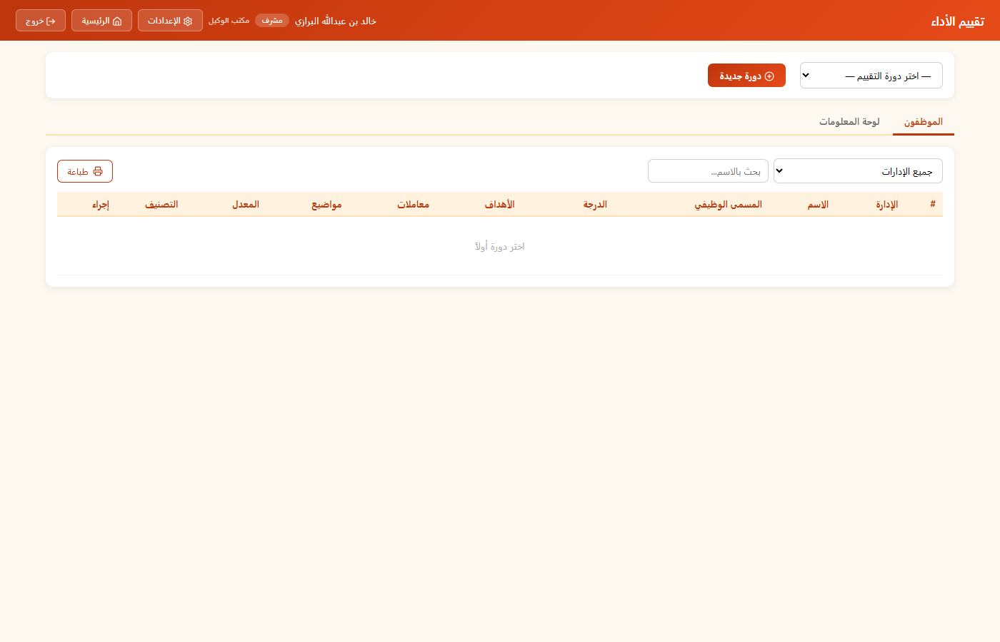 تقييم الأداء
خالد بن عبدالله البرازي مشرف مكتب الوكيل الإعدادات الرئيسية خروج
— اختر دورة التقييم — دورة جديدة
الموظفون لوحة المعلومات
جميع الإدارات بحث بالاسم... طباعة
# الإدارة الاسم المسمى الوظيفي الدرجة الأهداف معاملات مواضيع المعدل التصنيف إجراء
اختر دورة أولاً